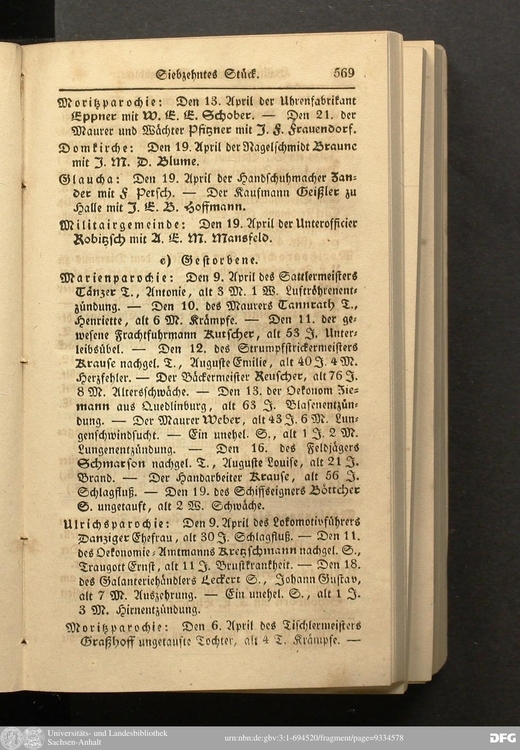 Siebzehntes Stück. 569
Moritzparochie: Den 13. April der Uhrenfabrikant
Eppner mit W. E. E. Schober. — Den 21. der
Maurer und Wächter Pfitzner mit J. F. Frauendorf.
Domkirche: Den 19. April der Nagelschmidt Braune
mit J. M. D. Blume.
Glaucha: Den 19. April der Handschuhmacher Zan-
der mit F Petsch. — Der Kaufmann Geißler zu
Halle mit J. E. B. Hoffmann.
Militairgemeinde: Den 19. April der Unterofficier
Robitzsch mit A. E. M. Mansfeld.
c) Gestorbene.
Marienparochie: Den 9. April des Sattlermeisters
Tänzer T., Antonie, alt 3 M. 1 W. Luftröhrenent-
zündung. — Den 10. des Maurers Tannrath T.,
Henriette, alt 6 M. Krämpfe. — Den 11. der ge-
wesene Frachtfuhrmann Kutscher, alt 53 J. Unter-
leibsübel. — Den 12. des Strumpfstrickermeisters
Krause nachgel. T., Auguste Emilie, alt 40 J. 4 M.
Herzfehler. — Der Bäckermeister Reuscher, alt 76 J.
8 M. Altersschwäche. — Den 13. der Oekonom Zie-
mann aus Quedlinburg, alt 63 J. Blasenentzün-
dung. — Der Maurer Weber, alt 43 J. 6 M. Lun-
genschwindsucht. — Ein unehel. S., alt 1 J. 2 M.
Lungenentzündung. — Den 16. des Feldjägers
Schmarson nachgel. T., Auguste Louise, alt 21 J.
Brand. — Der Handarbeiter Krause, alt 56 J.
Schlagfluß. — Den 19. des Schiffseigners Böttcher
S. ungetauft, alt 2 W. Schwäche.
Ulrichsparochie: Den 9. April des Lokomotivführers
Danziger Ehefrau, alt 30 J. Schlagfluß. — Den 11.
des Oekonomie-Amtmanns Kretzschmann nachgel. S.,
Traugott Ernst, alt 11 J. Brustkrankheit. — Den 18.
des Galanteriehändlers Leckert S., Johann Gustav,
alt 7 M. Auszehrung. — Ein unehel. S., alt 1 J.
3 M. Hirnentzündung.
Moritzparochie: Den 6. April des Tischlermeisters
Graßhoff ungetaufte Tochter, alt 4 T. Krämpfe. —
Universitäts- und Landesbibliothek
Sachsen-Anhalt
urn:nbn:de:gbv:3:1-694520/fragment/page=9334578
DFG